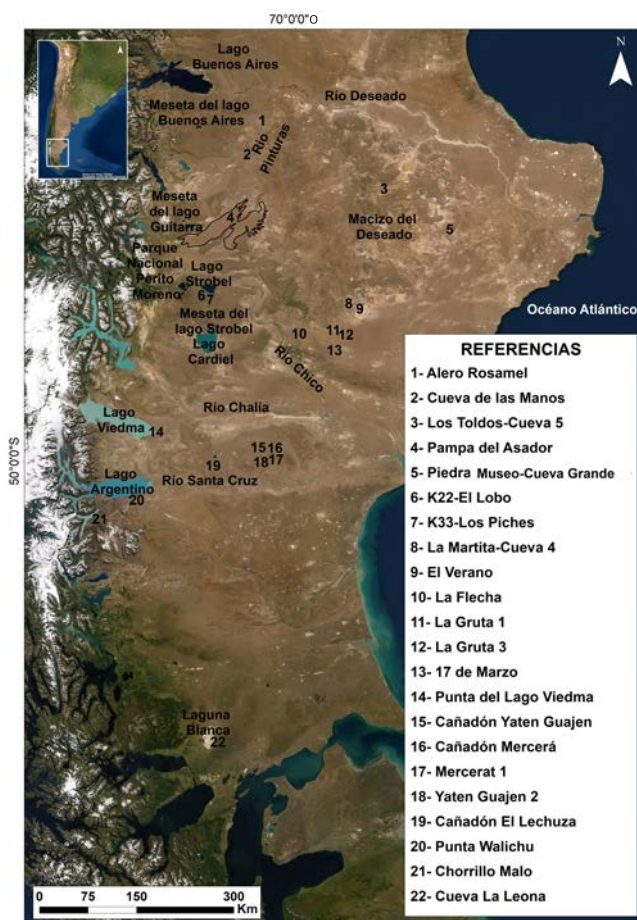 70°0'0"O
N
Lago
Buenos Aires
Meseta del lago
Buenos Aires
1
Río Deseado
2
Río
Pinturas
3
Meseta
del lago
Guitarra
4
Macizo del
Deseado
5
Parque
Nacional
Perito
Moreno
Lago
Strobel
6
7
8
9
Océano Atlántico
Meseta del
lago Strobel
10
11
12
13
Lago
Cardiel
Río Chico
Río Chalía
Lago
Viedma
14
50°0'0"S
15
16
17
18
19
Lago
Argentino
Río Santa Cruz
20
21
Laguna
Blanca
22
REFERENCIAS
1- Alero Rosamel
2- Cueva de las Manos
3- Los Toldos-Cueva 5
4- Pampa del Asador
5- Piedra Museo-Cueva Grande
6- K22-El Lobo
7- K33-Los Piches
8- La Martita-Cueva 4
9- El Verano
10- La Flecha
11- La Gruta 1
12- La Gruta 3
13- 17 de Marzo
14- Punta del Lago Viedma
15- Cañadón Yaten Guajen
16- Cañadón Mercerá
17- Mercerat 1
18- Yaten Guajen 2
19- Cañadón El Lechuza
20- Punta Walichu
21- Chorrillo Malo
22- Cueva La Leona
0 75 150 300
Km